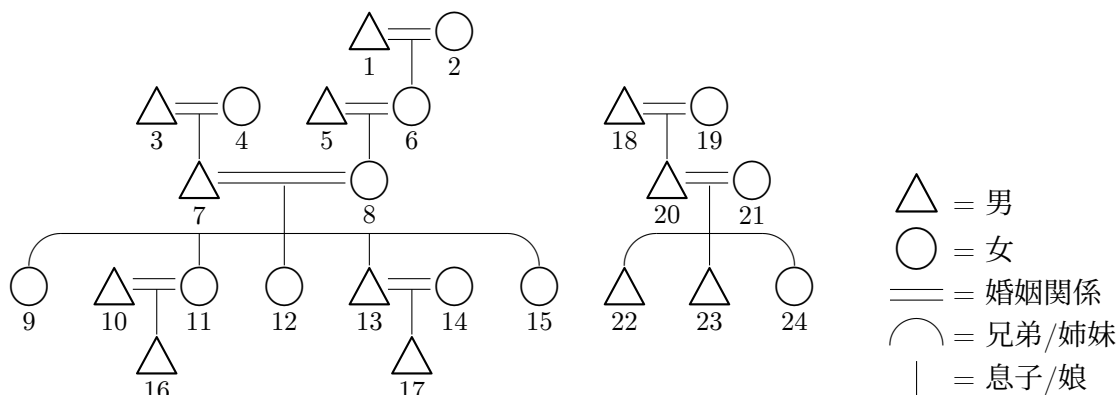 1 2
3 4 5 6 18 19
7 8 20 21
9 10 11 12 13 14 15 22 23 24
16 17
= 男
= 女
= 婚姻関係
= 兄弟/姉妹
= 息子/娘